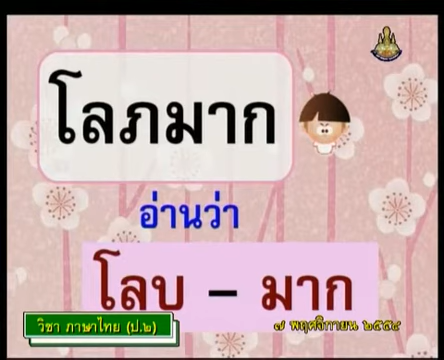 โลภมาก
อ่านว่า
โลบ – มาก
วิชา ภาษาไทย (ป.๒)
๗ พฤศจิกายน ๒๕๕๔